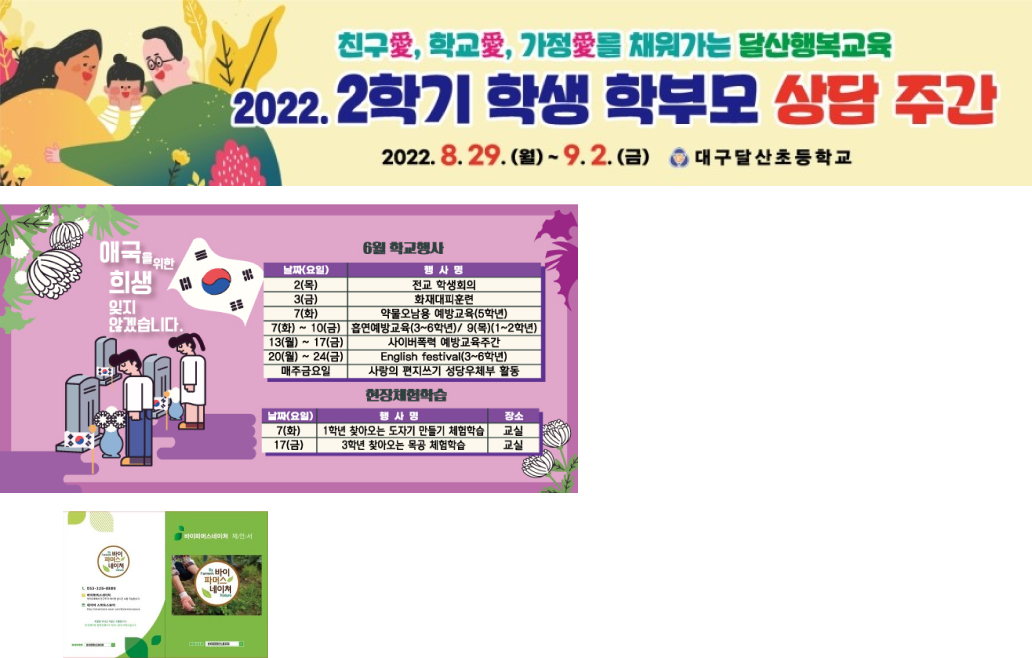 친구愛, 학교愛, 가정愛를 채워가는 달산행복교육
2022. 2학기 학생 학부모 상담 주간
2022. 8. 29. (월) ~ 9. 2. (금) 대구달산초등학교
애국을 위한
희생
잊지
않겠습니다.
6월 학교행사
날짜(요일) 행 사 명
2(목) 전교 학생회의
3(금) 화재대피훈련
7(화) 약물오남용 예방교육(5학년)
7(화) ~ 10(금) 흡연예방교육(3~6학년)/ 9(목)(1~2학년)
13(월) ~ 17(금) 사이버폭력 예방교육주간
20(월) ~ 24(금) English festival(3~6학년)
매주금요일 사랑의 편지쓰기 성당우체부 활동
현장체험학습
날짜(요일) 행 사 명 장소
7(화) 1학년 찾아오는 도자기 만들기 체험학습 교실
17(금) 3학년 찾아오는 목공 체험학습 교실
바이
파머스
네이처
바이파머스네이처 제안서
바이
파머스
네이처